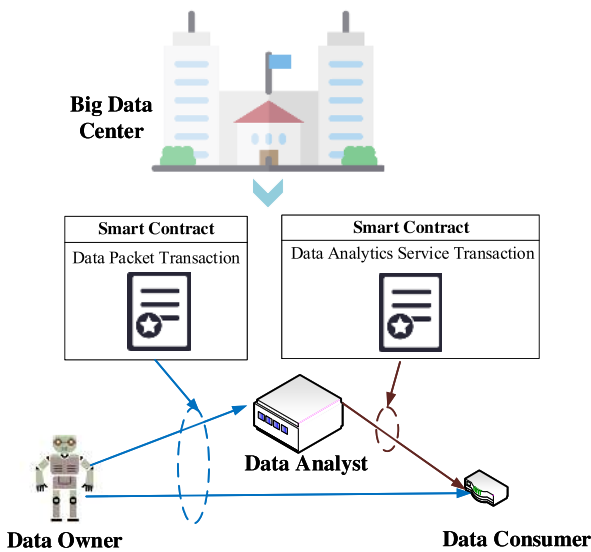 Big Data
Center
Smart Contract
Data Packet Transaction
Smart Contract
Data Analytics Service Transaction
Data Analyst
Data Owner
Data Consumer